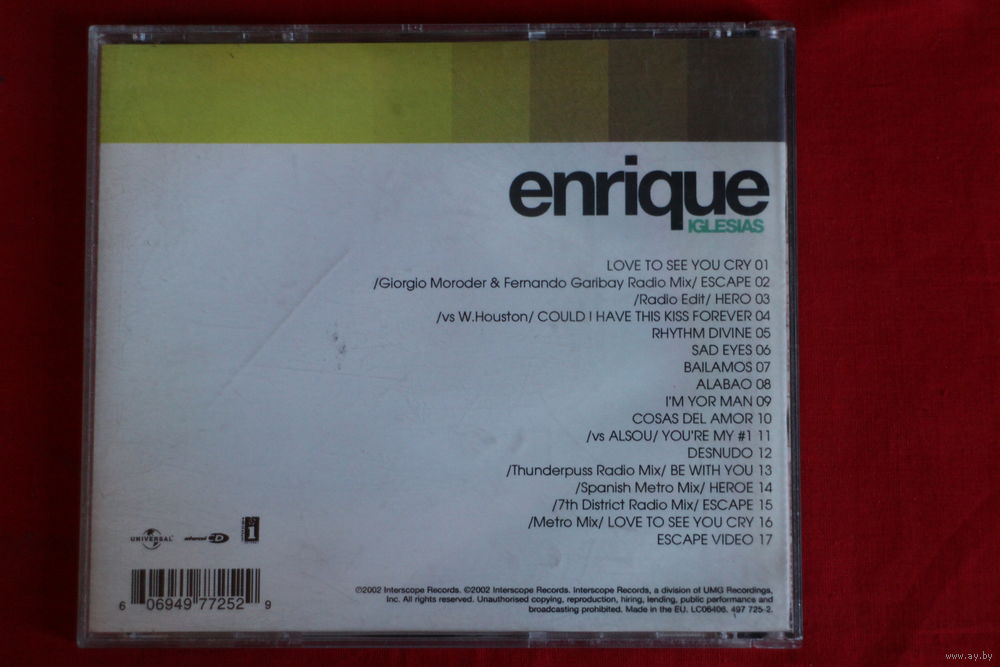 enrique
IGLESIAS
LOVE TO SEE YOU CRY 01
/Giorgio Moroder & Fernando Garibay Radio Mix/ ESCAPE 02
/Radio Edit/ HERO 03
/vs W.Houston/ COULD I HAVE THIS KISS FOREVER 04
RHYTHM DIVINE 05
SAD EYES 06
BAILAMOS 07
ALABAO 08
I'M YOR MAN 09
COSAS DEL AMOR 10
/vs ALSOU/ YOU'RE MY #1 11
DESNUDO 12
/Thunderpuss Radio Mix/ BE WITH YOU 13
/Spanish Metro Mix/ HEROE 14
/7th District Radio Mix/ ESCAPE 15
/Metro Mix/ LOVE TO SEE YOU CRY 16
ESCAPE VIDEO 17
UNIVERSAL enhanced CD i
6 06949 77252 9
©2002 Interscope Records. ©2002 Interscope Records. Interscope Records, a division of UMG Recordings,
Inc. All rights reserved. Unauthorised copying, reproduction, hiring, lending, public performance and
broadcasting prohibited. Made in the EU. LC06406. 497 725-2.
www.ay.by